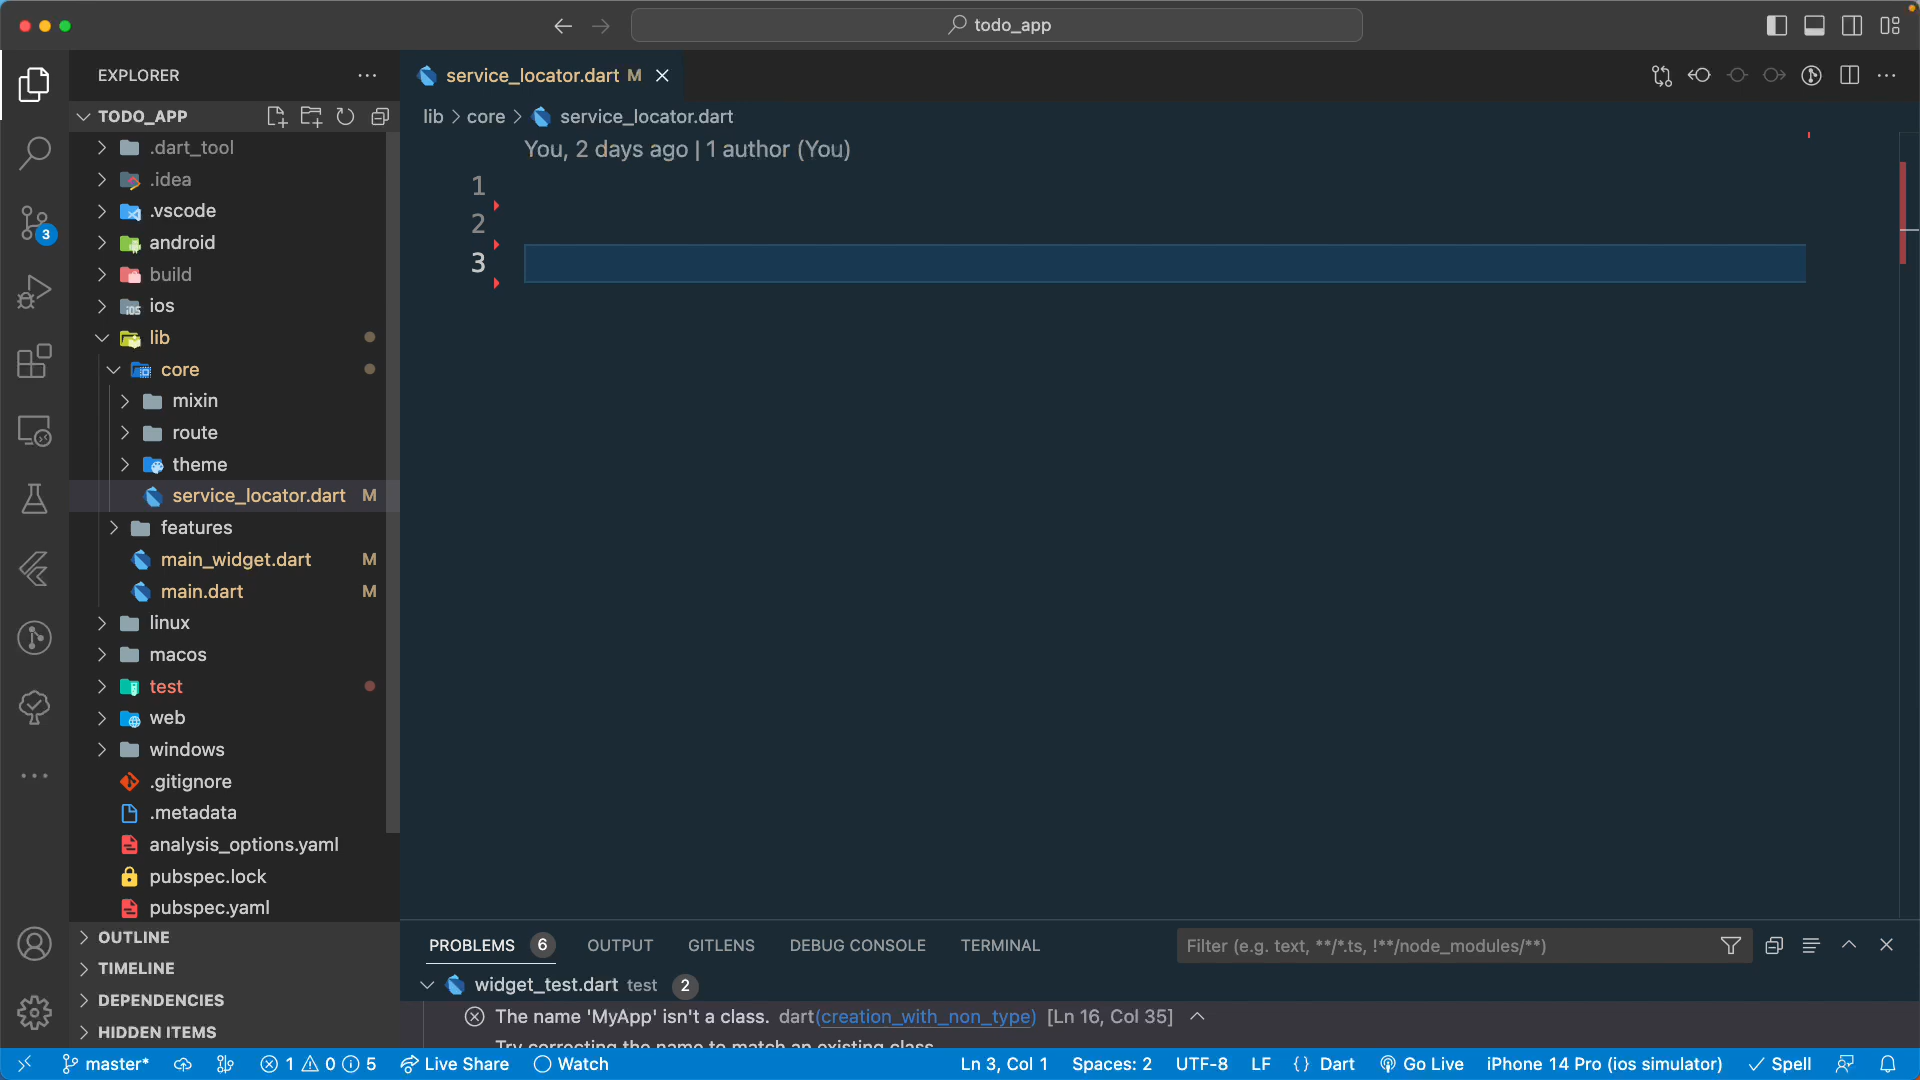 todo_app
EXPLORER
TODO_APP
.dart_tool
.idea
.vscode
android
build
ios
lib
core
mixin
route
theme
service_locator.dart M
features
main_widget.dart M
main.dart M
linux
macos
test
web
windows
.gitignore
.metadata
analysis_options.yaml
pubspec.lock
pubspec.yaml
OUTLINE
TIMELINE
DEPENDENCIES
HIDDEN ITEMS
3
service_locator.dart M
lib > core > service_locator.dart
You, 2 days ago | 1 author (You)
1
2
3
PROBLEMS 6 OUTPUT GITLENS DEBUG CONSOLE TERMINAL
Filter (e.g. text, **/*.ts, !**/node_modules/**)
widget_test.dart test 2
The name 'MyApp' isn't a class. dart(creation_with_non_type) [Ln 16, Col 35]
Try correcting the name to match an existing class.
master* 1 0 5 Live Share Watch Ln 3, Col 1 Spaces: 2 UTF-8 LF {} Dart Go Live iPhone 14 Pro (ios simulator) Spell